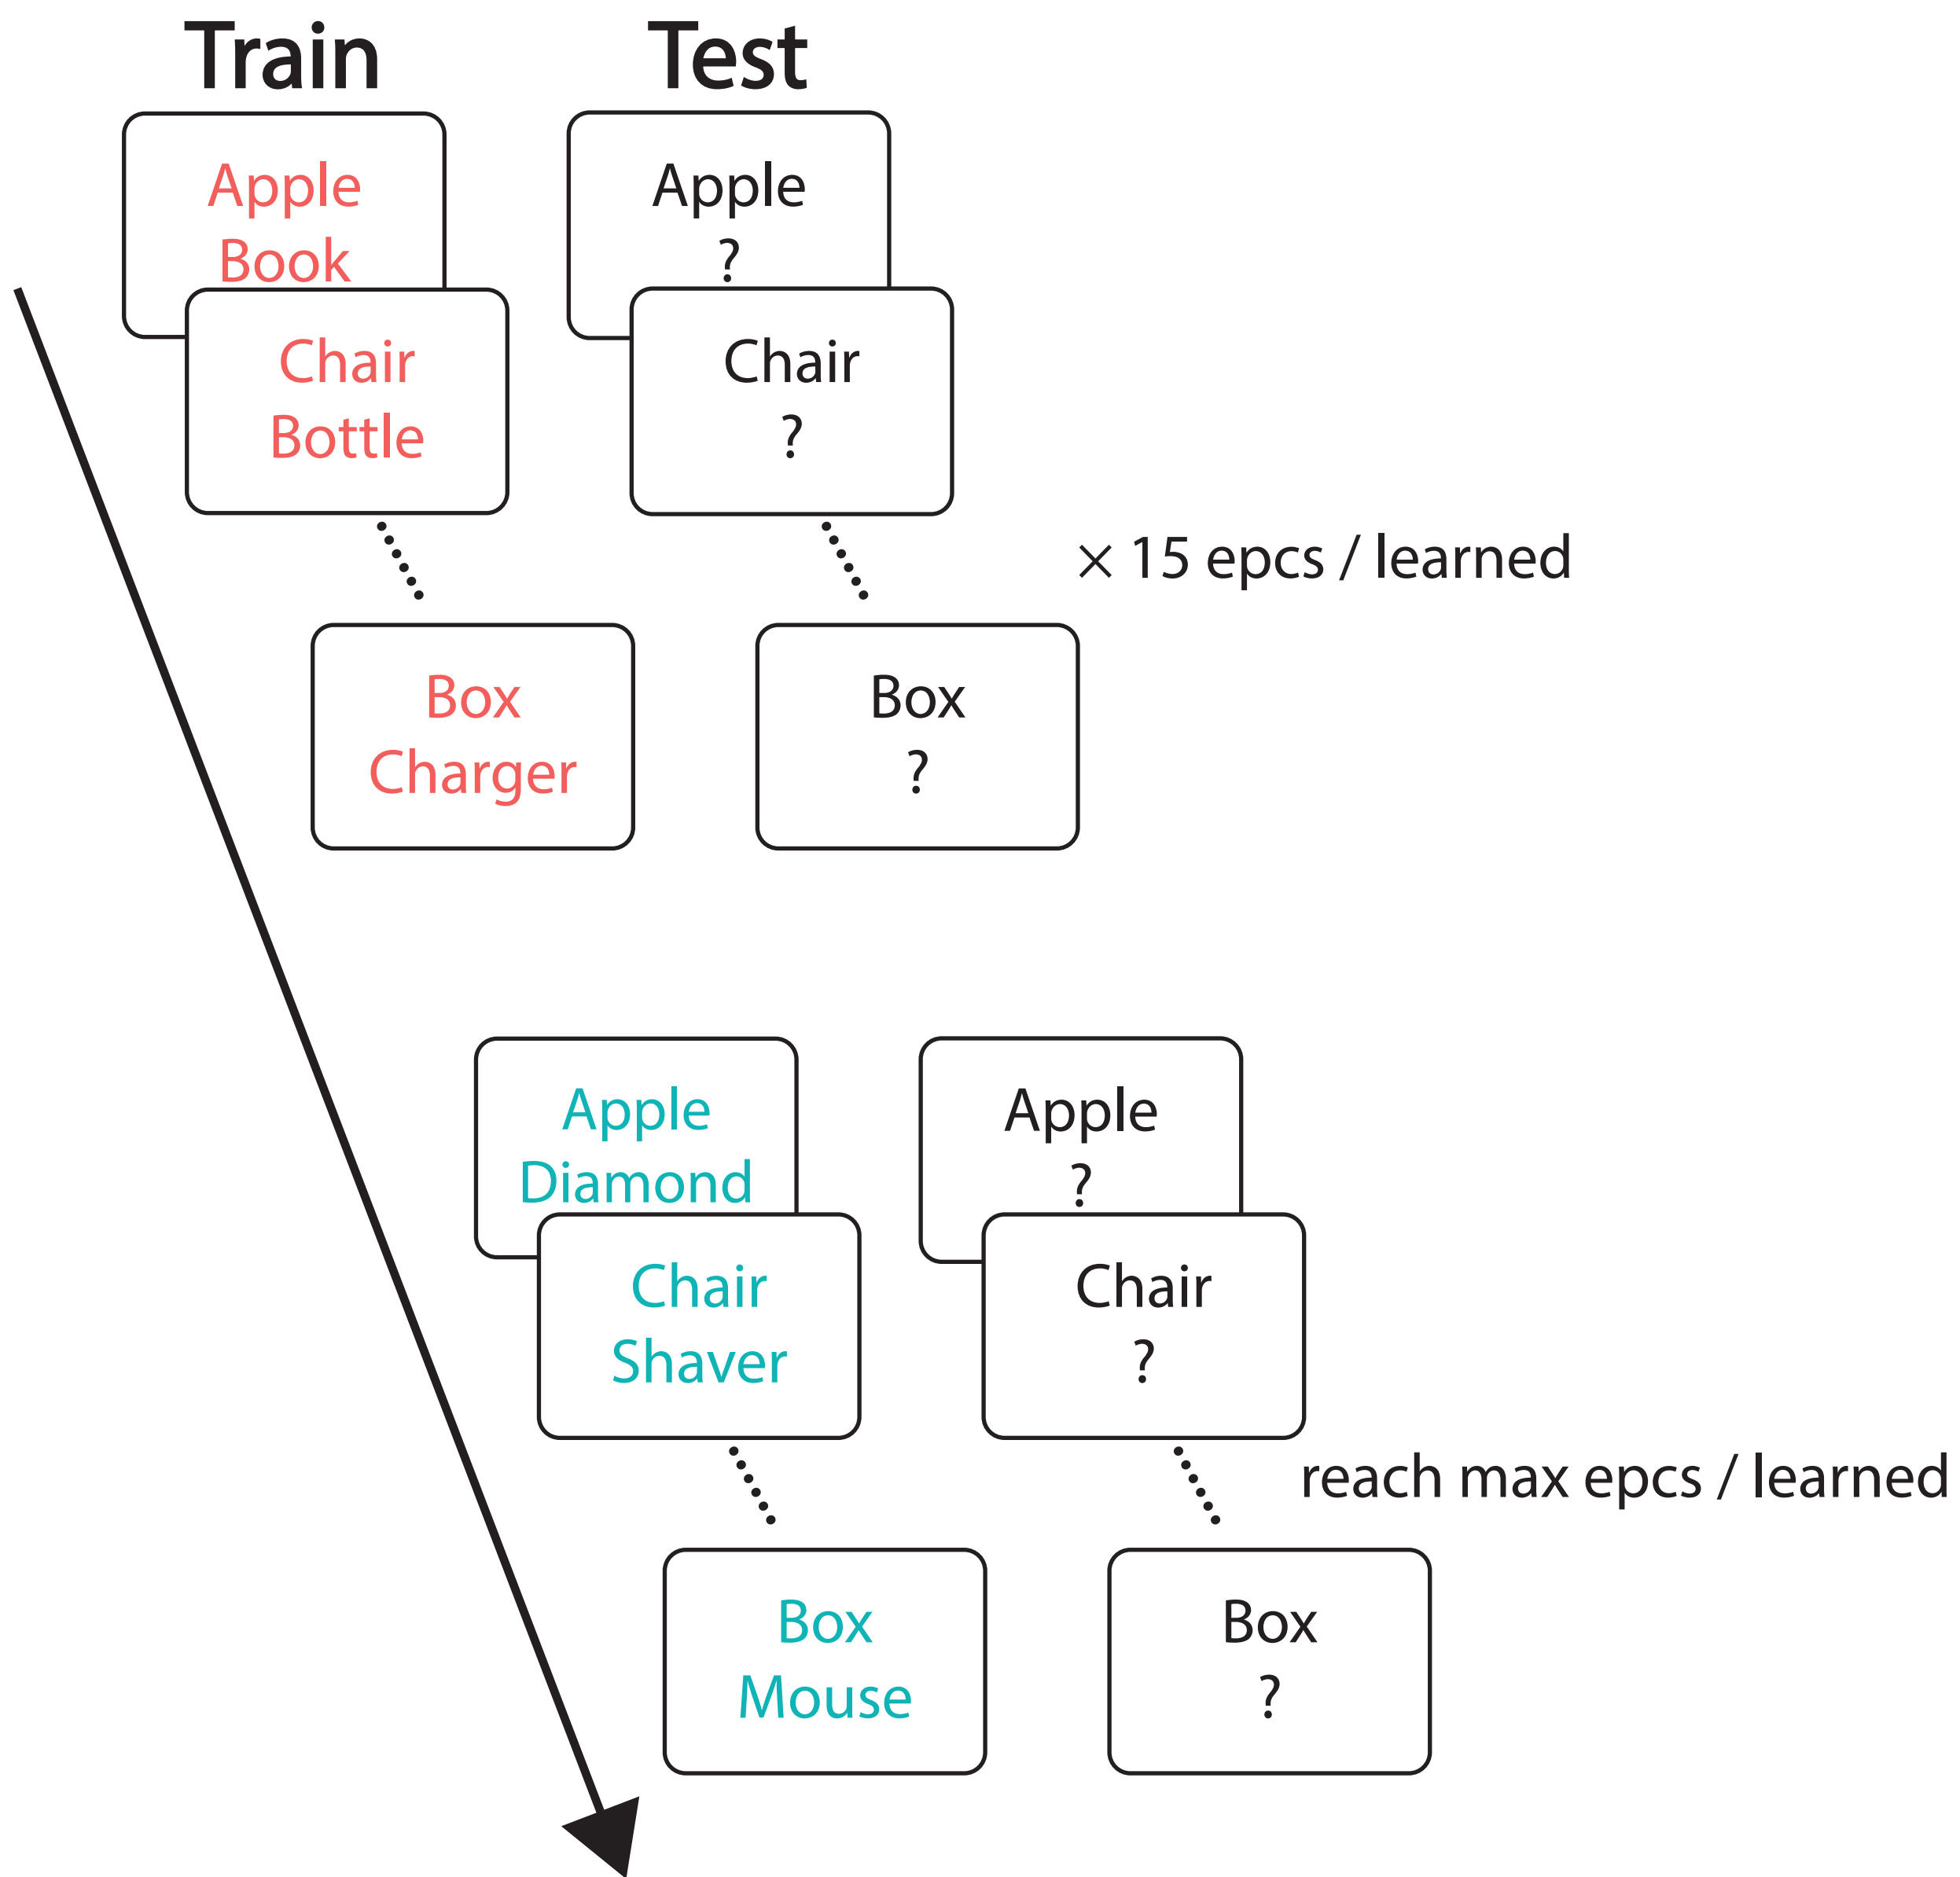 Train
Test
Apple
Book
Apple
?
Chair
Bottle
Chair
?
× 15 epcs / learned
Box
Charger
Box
?
Apple
Diamond
Apple
?
Chair
Shaver
Chair
?
reach max epcs / learned
Box
Mouse
Box
?